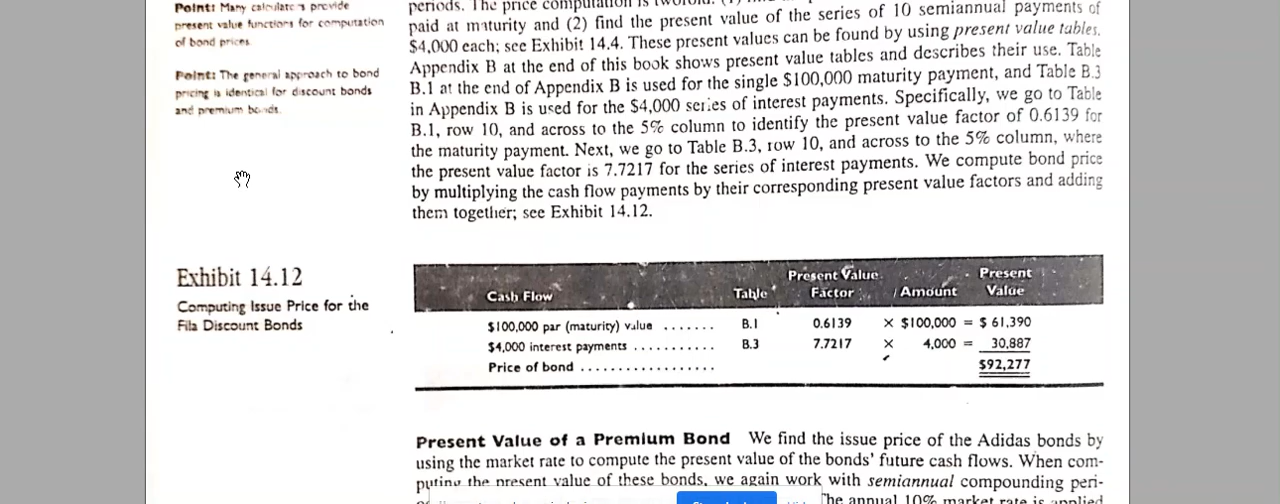 Point: Many calculators provide
present value functions for computation
of bond prices.
Point: The general approach to bond
pricing is identical for discount bonds
and premium bonds.
periods. The price computation is twofold: (1)
paid at maturity and (2) find the present value of the series of 10 semiannual payments of
$4,000 each; see Exhibit 14.4. These present values can be found by using present value tables.
Appendix B at the end of this book shows present value tables and describes their use. Table
B.1 at the end of Appendix B is used for the single $100,000 maturity payment, and Table B.3
in Appendix B is used for the $4,000 series of interest payments. Specifically, we go to Table
B.1, row 10, and across to the 5% column to identify the present value factor of 0.6139 for
the maturity payment. Next, we go to Table B.3, row 10, and across to the 5% column, where
the present value factor is 7.7217 for the series of interest payments. We compute bond price
by multiplying the cash flow payments by their corresponding present value factors and adding
them together; see Exhibit 14.12.
Exhibit 14.12
Computing Issue Price for the
Fila Discount Bonds
Present Value Present
Cash Flow Table Factor Amount Value
$100,000 par (maturity) value ....... B.1 0.6139 × $100,000 = $ 61,390
$4,000 interest payments ........... B.3 7.7217 × 4,000 = 30,887
Price of bond .................. $92,277
Present Value of a Premium Bond We find the issue price of the Adidas bonds by
using the market rate to compute the present value of the bonds' future cash flows. When com-
puting the present value of these bonds, we again work with semiannual compounding peri-
he annual 10% market rate is applied